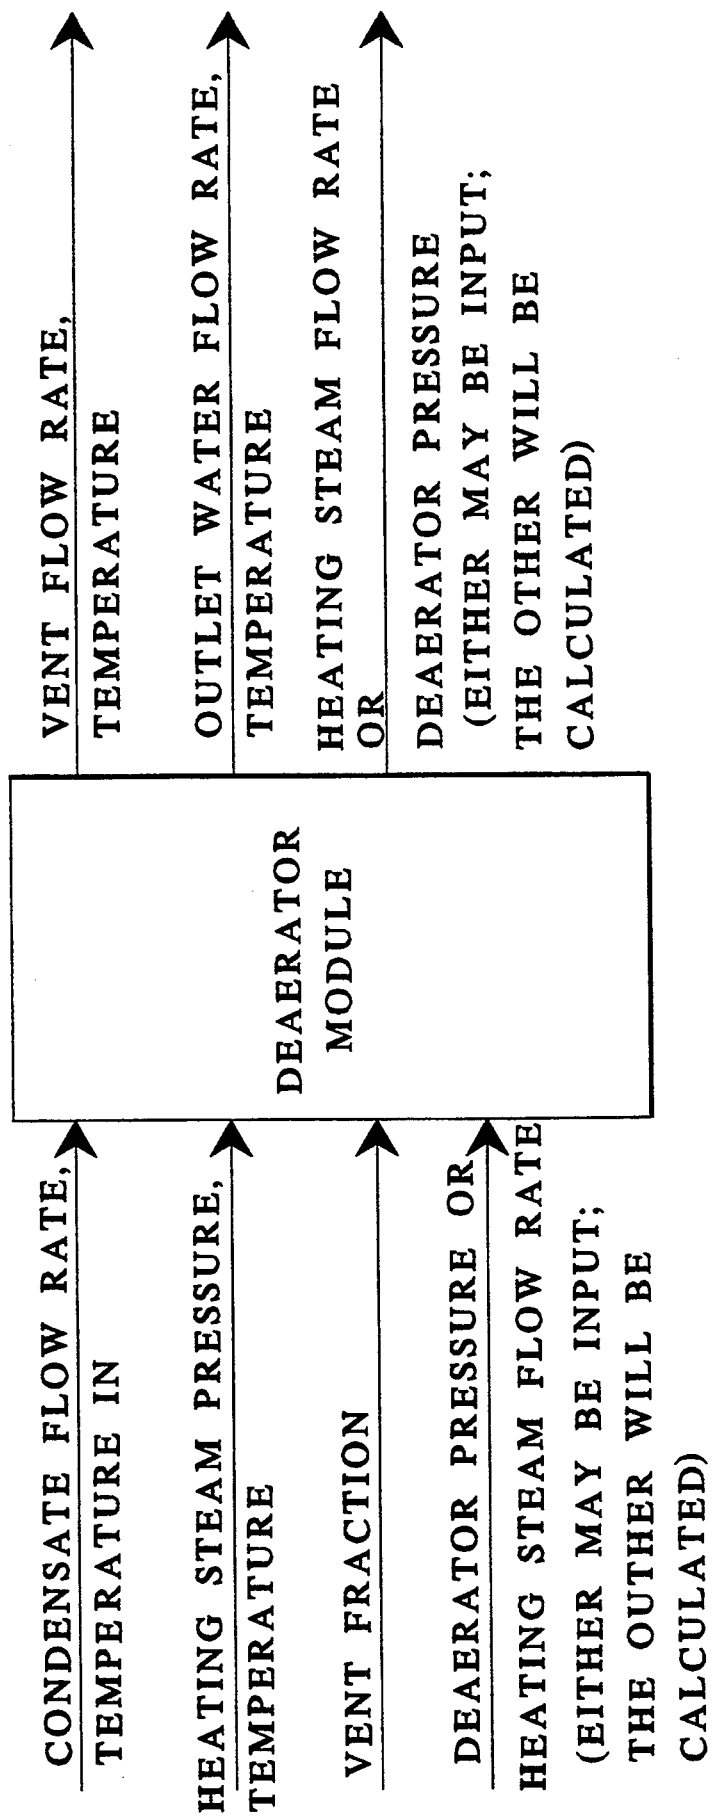 CONDENSATE FLOW RATE,
TEMPERATURE IN
HEATING STEAM PRESSURE,
TEMPERATURE
VENT FRACTION
DEAERATOR PRESSURE OR
HEATING STEAM FLOW RATE
(EITHER MAY BE INPUT;
THE OUTHER WILL BE
CALCULATED)
DEAERATOR
MODULE
VENT FLOW RATE,
TEMPERATURE
OUTLET WATER FLOW RATE,
TEMPERATURE
HEATING STEAM FLOW RATE
OR
DEAERATOR PRESSURE
(EITHER MAY BE INPUT;
THE OTHER WILL BE
CALCULATED)